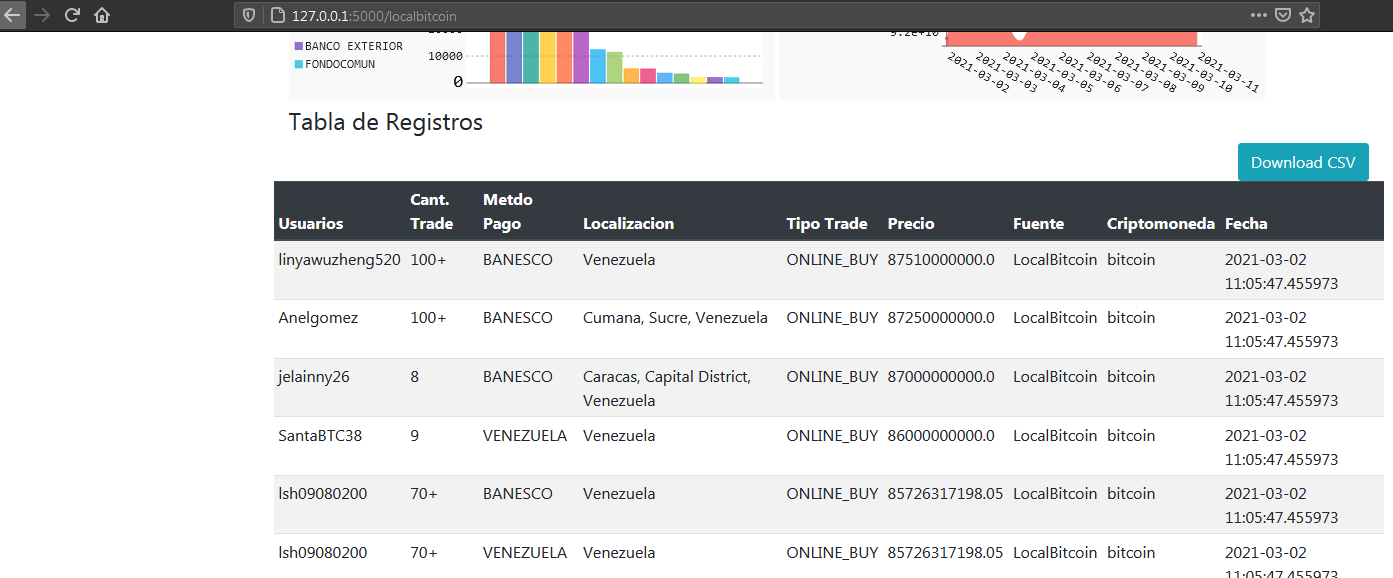 127.0.0.1:5000/localbitcoin
BANCO EXTERIOR
FONDOCOMUN
10000
0
9.2e+10
2021-03-02
2021-03-03
2021-03-04
2021-03-05
2021-03-06
2021-03-07
2021-03-08
2021-03-09
2021-03-10
2021-03-11
Tabla de Registros
Download CSV
Usuarios Cant. Trade Metdo Pago Localizacion Tipo Trade Precio Fuente Criptomoneda Fecha
linyawuzheng520 100+ BANESCO Venezuela ONLINE_BUY 87510000000.0 LocalBitcoin bitcoin 2021-03-02
11:05:47.455973
Anelgomez 100+ BANESCO Cumana, Sucre, Venezuela ONLINE_BUY 87250000000.0 LocalBitcoin bitcoin 2021-03-02
11:05:47.455973
jelainny26 8 BANESCO Caracas, Capital District, ONLINE_BUY 87000000000.0 LocalBitcoin bitcoin 2021-03-02
Venezuela 11:05:47.455973
SantaBTC38 9 VENEZUELA Venezuela ONLINE_BUY 86000000000.0 LocalBitcoin bitcoin 2021-03-02
11:05:47.455973
lsh09080200 70+ BANESCO Venezuela ONLINE_BUY 85726317198.05 LocalBitcoin bitcoin 2021-03-02
11:05:47.455973
lsh09080200 70+ VENEZUELA Venezuela ONLINE_BUY 85726317198.05 LocalBitcoin bitcoin 2021-03-02
11:05:47.455973